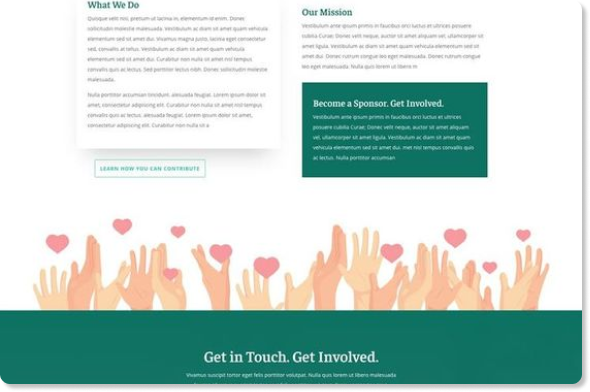 What We Do
Quisque velit nisi, pretium ut lacinia in, elementum id enim. Donec
sollicitudin molestie malesuada. Vestibulum ac diam sit amet quam vehicula
elementum sed sit amet dui. Vivamus magna justo, lacinia eget consectetur
sed, convallis at tellus. Vestibulum ac diam sit amet quam vehicula
elementum sed sit amet dui. Curabitur non nulla sit amet nisl tempus
convallis quis ac lectus. Sed porttitor lectus nibh. Donec sollicitudin molestie
malesuada.
Nulla porttitor accumsan tincidunt. alesuada feugiat. Lorem ipsum dolor sit
amet, consectetur adipiscing elit. Curabitur non nulla sit amet nisl tempus
convallis quis ac lectus. alesuada feugiat. Lorem ipsum dolor sit amet,
consectetur adipiscing elit. Curabitur non nulla sit a
LEARN HOW YOU CAN CONTRIBUTE
Our Mission
Vestibulum ante ipsum primis in faucibus orci luctus et ultrices posuere
cubilia Curae; Donec velit neque, auctor sit amet aliquam vel, ullamcorper sit
amet ligula. Vestibulum ac diam sit amet quam vehicula elementum sed sit
amet dui. Donec rutrum congue leo eget malesuada. Donec rutrum congue
leo eget malesuada. Nulla quis lorem ut libero m
Become a Sponsor. Get Involved.
Vestibulum ante ipsum primis in faucibus orci luctus et ultrices
posuere cubilia Curae; Donec velit neque, auctor sit amet aliquam
vel, ullamcorper sit amet ligula. Vestibulum ac diam sit amet quam
vehicula elementum sed sit amet dui. met nisl tempus convallis quis
ac lectus. Nulla porttitor accumsan
Get in Touch. Get Involved.
Vivamus suscipit tortor eget felis porttitor volutpat. Nulla quis lorem ut libero malesuada